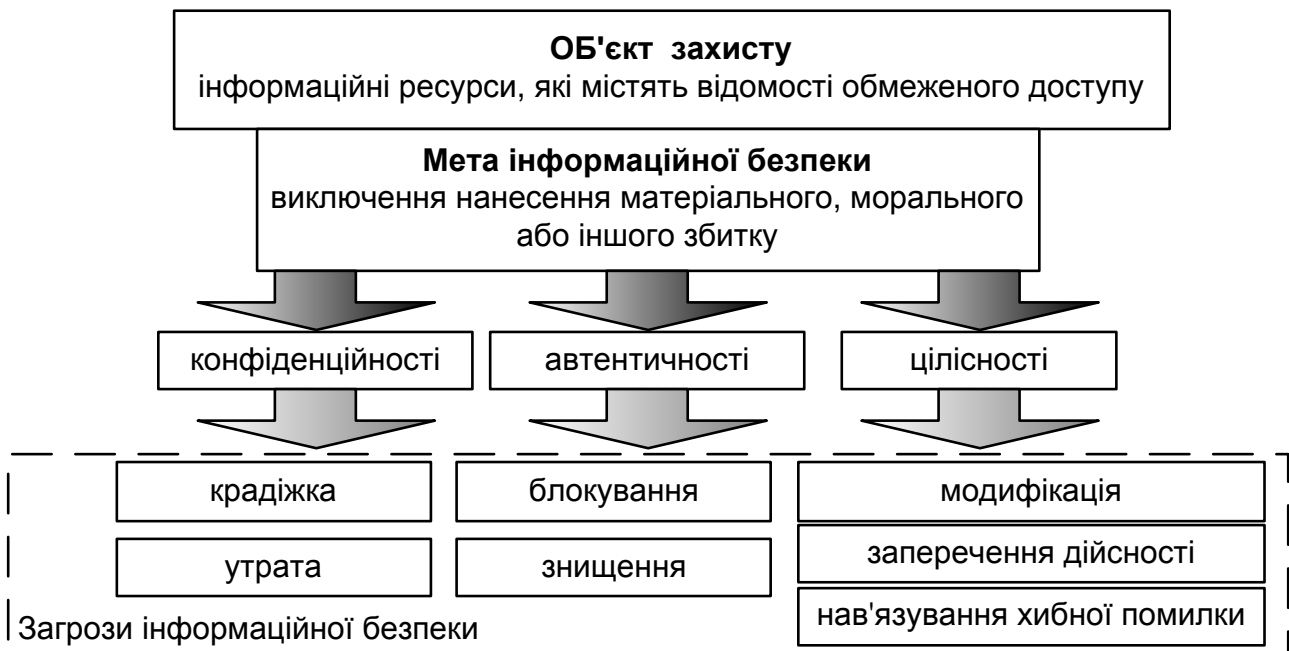 ОБ'єкт захисту
інформаційні ресурси, які містять відомості обмеженого доступу
Мета інформаційної безпеки
виключення нанесення матеріального, морального
або іншого збитку
конфіденційності
автентичності
цілісності
крадіжка
блокування
модифікація
утрата
знищення
заперечення дійсності
нав'язування хибної помилки
Загрози інформаційної безпеки